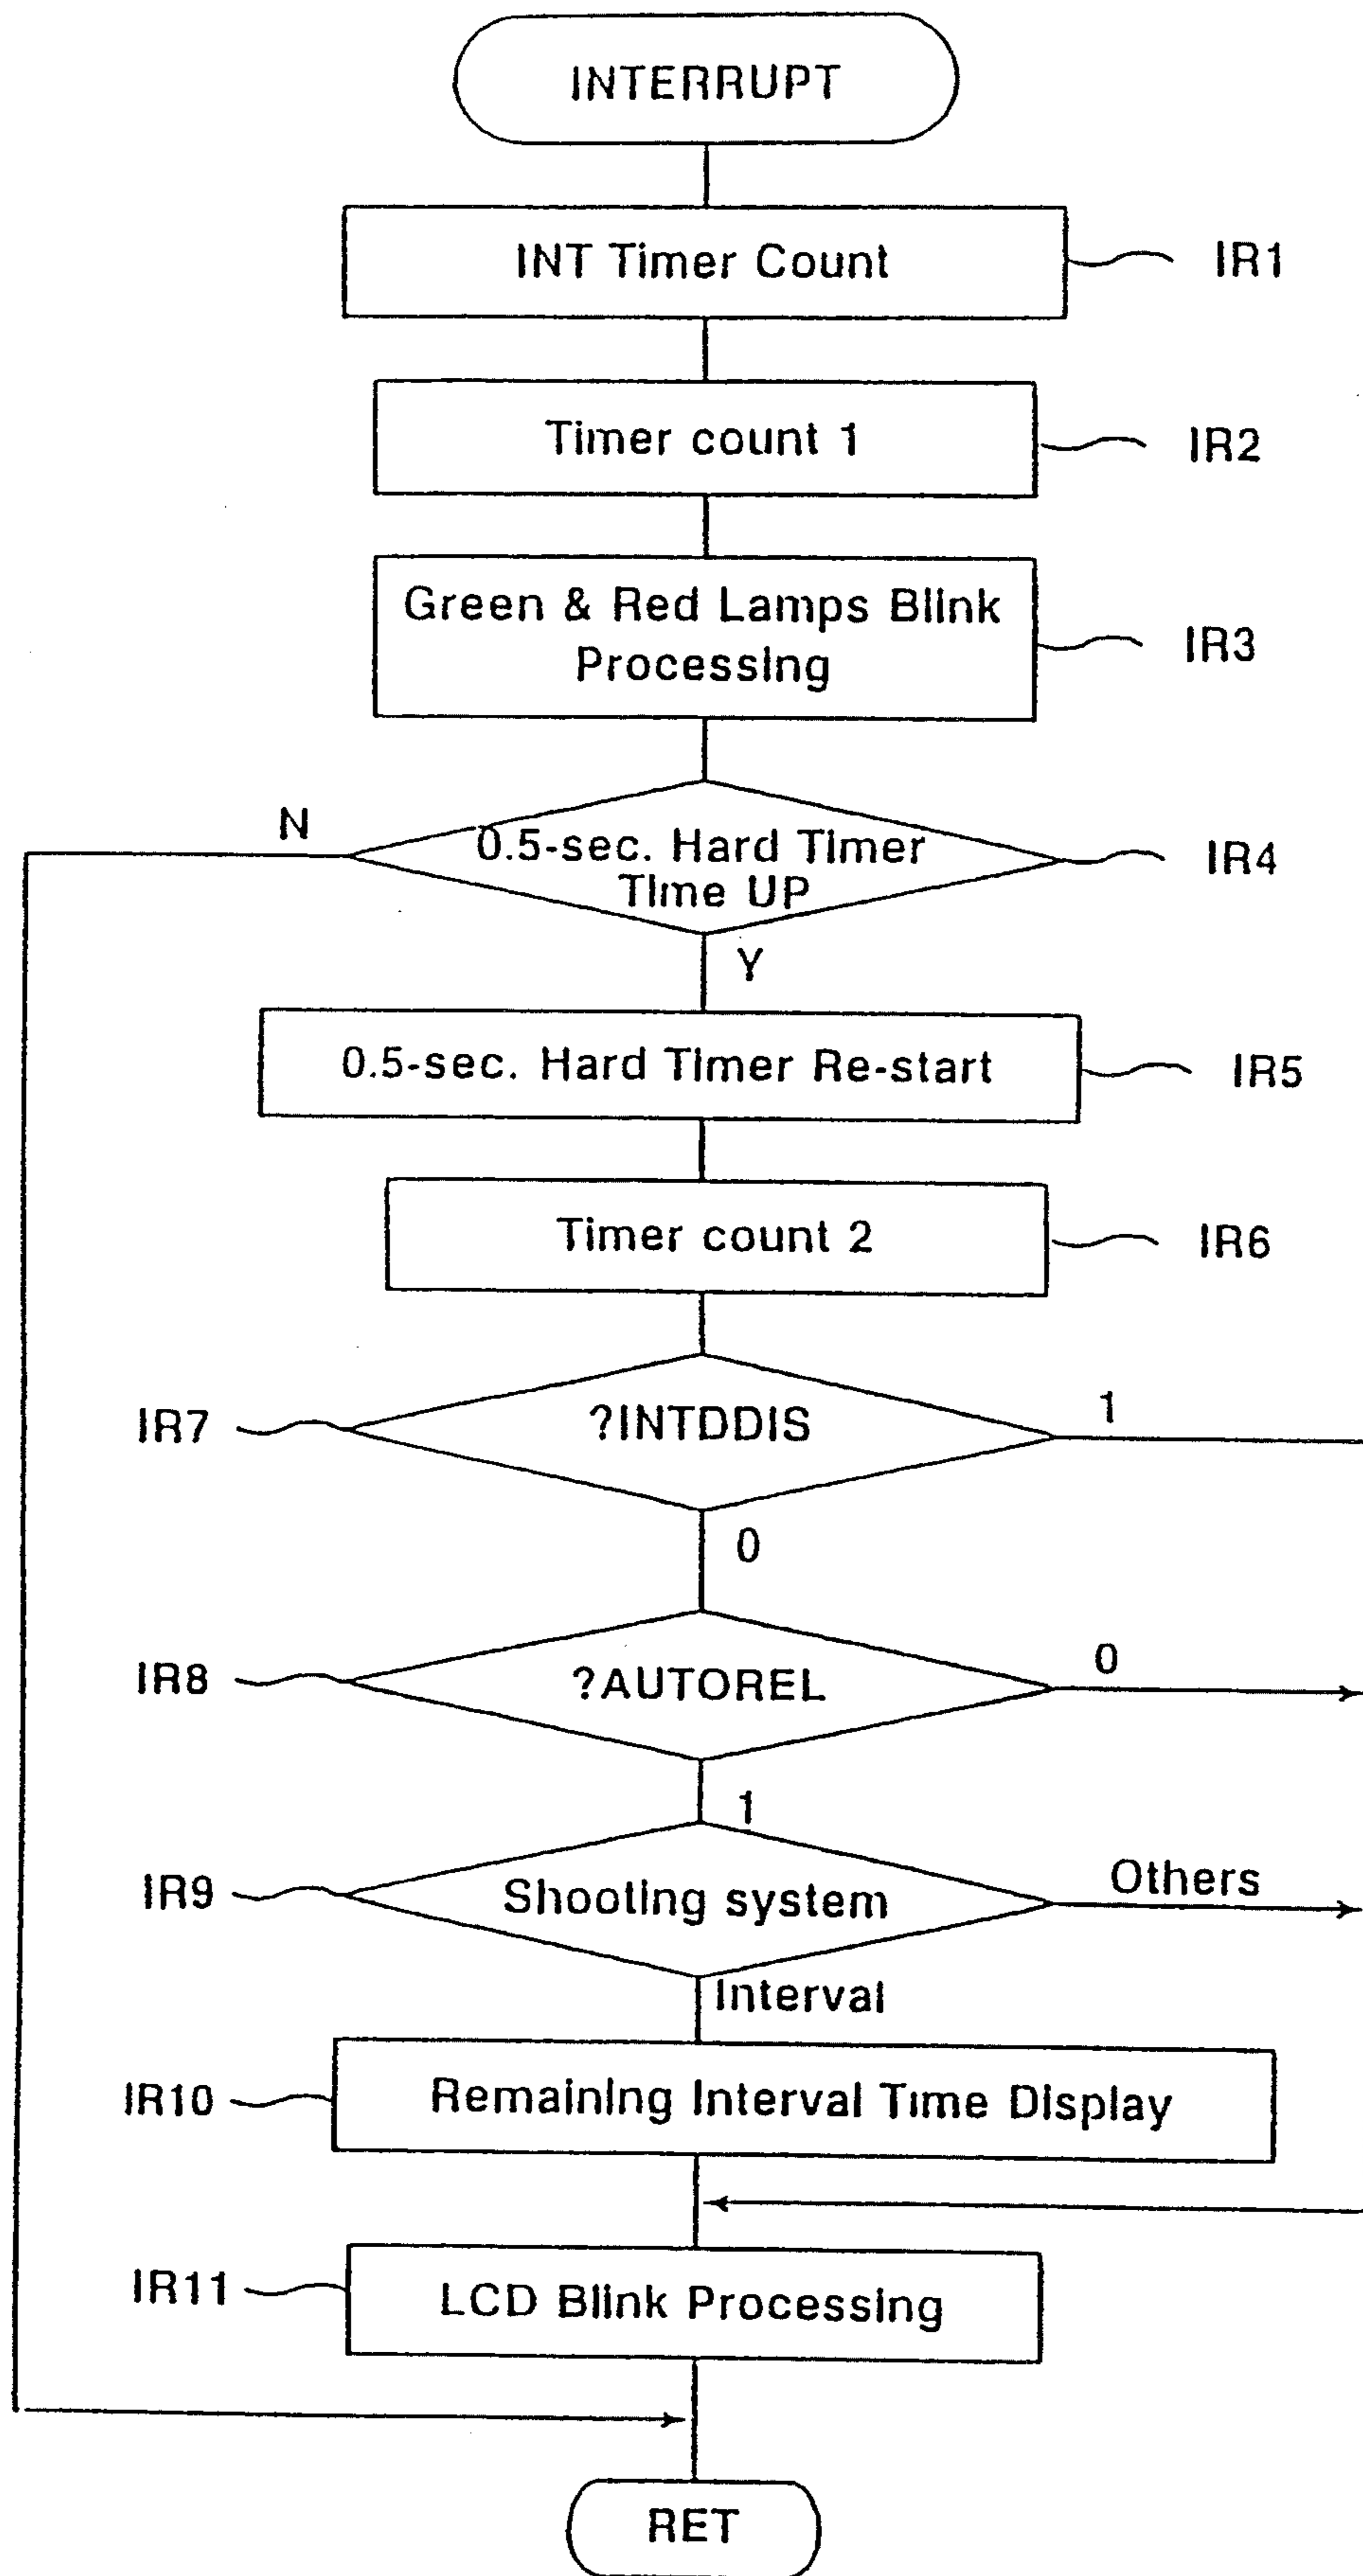 INTERRUPT
INT Timer Count
IR1
Timer count 1
IR2
Green & Red Lamps Blink
Processing
IR3
N
0.5-sec. Hard Timer
Time UP
IR4
Y
0.5-sec. Hard Timer Re-start
IR5
Timer count 2
IR6
IR7
?INTDDIS
1
0
IR8
?AUTOREL
0
1
IR9
Shooting system
Others
Interval
IR10
Remaining Interval Time Display
IR11
LCD Blink Processing
RET